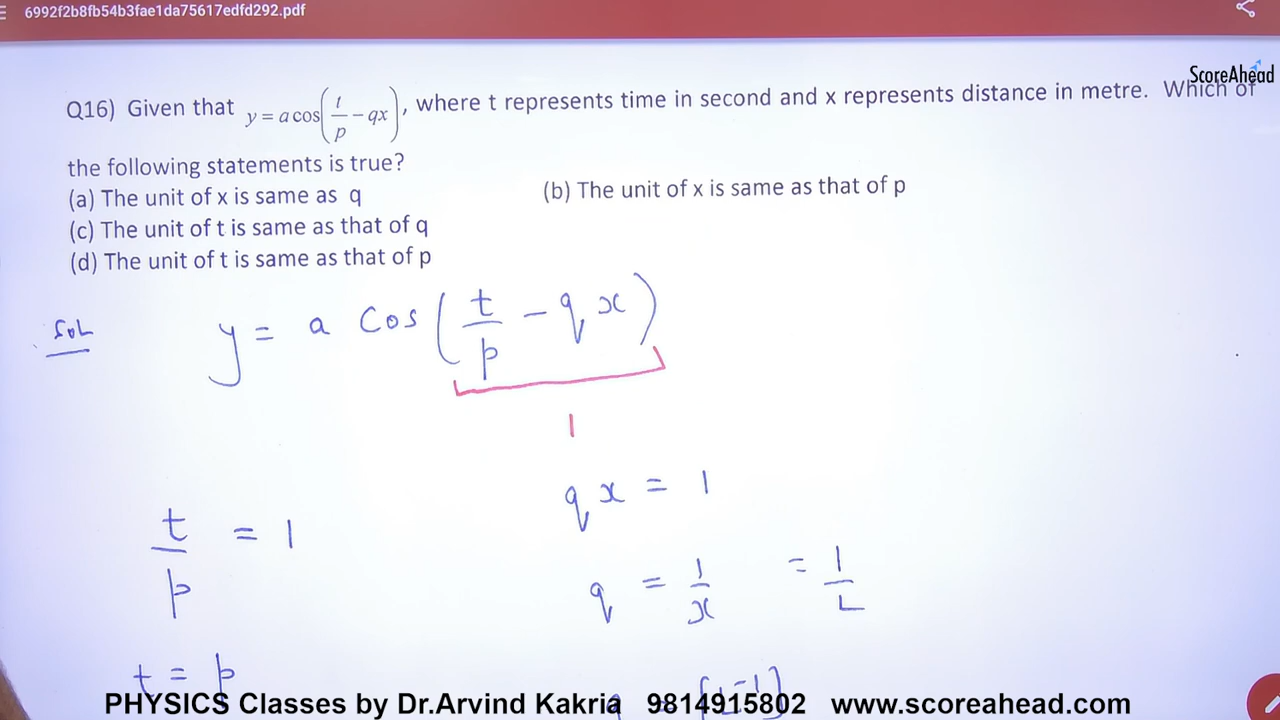 6992f2b8fb54b3fae1da75617edfd292.pdf
ScoreAhead
Q16) Given that y = a cos(t/p − qx), where t represents time in second and x represents distance in metre. Which of
the following statements is true?
(a) The unit of x is same as q
(b) The unit of x is same as that of p
(c) The unit of t is same as that of q
(d) The unit of t is same as that of p
Sol
y = a Cos (t/p − qx)
1
qx = 1
t/p = 1
q = 1/x = 1/L
t = p
PHYSICS Classes by Dr.Arvind Kakria 9814915802 www.scoreahead.com